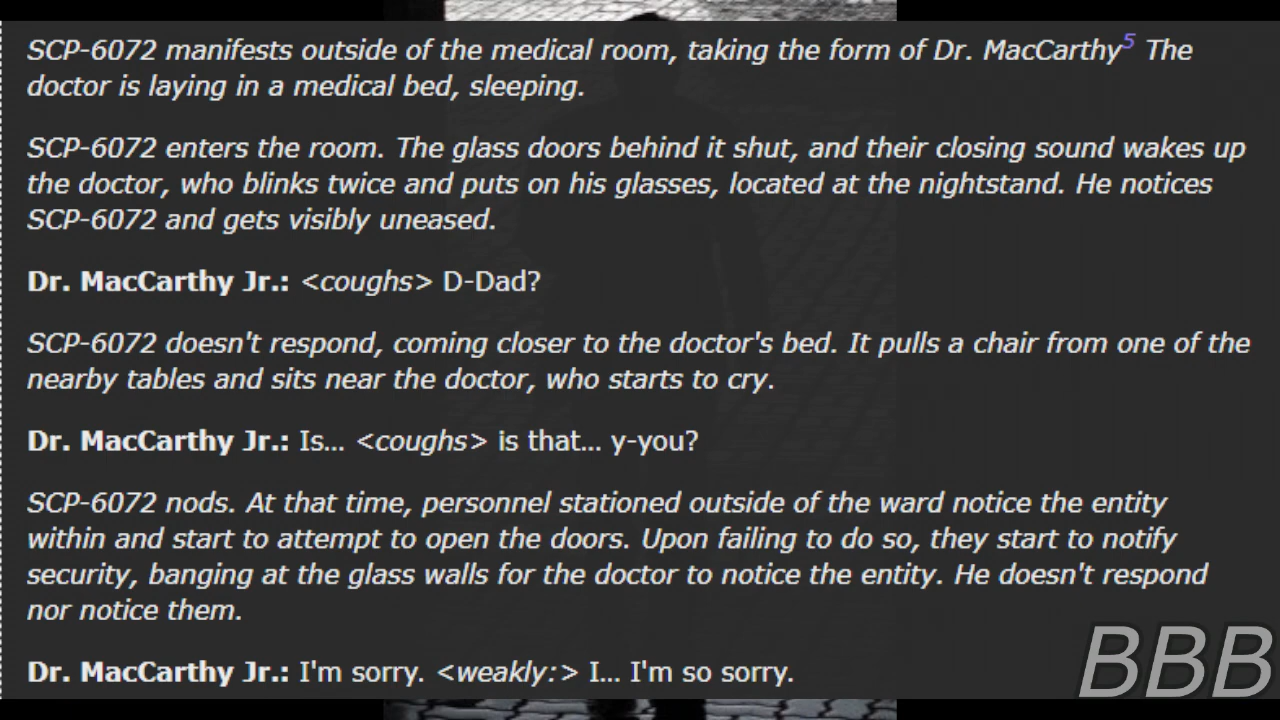 SCP-6072 manifests outside of the medical room, taking the form of Dr. MacCarthy5 The
doctor is laying in a medical bed, sleeping.
SCP-6072 enters the room. The glass doors behind it shut, and their closing sound wakes up
the doctor, who blinks twice and puts on his glasses, located at the nightstand. He notices
SCP-6072 and gets visibly uneased.
Dr. MacCarthy Jr.: <coughs> D-Dad?
SCP-6072 doesn't respond, coming closer to the doctor's bed. It pulls a chair from one of the
nearby tables and sits near the doctor, who starts to cry.
Dr. MacCarthy Jr.: Is... <coughs> is that... y-you?
SCP-6072 nods. At that time, personnel stationed outside of the ward notice the entity
within and start to attempt to open the doors. Upon failing to do so, they start to notify
security, banging at the glass walls for the doctor to notice the entity. He doesn't respond
nor notice them.
Dr. MacCarthy Jr.: I'm sorry. <weakly:> I... I'm so sorry.
BBB